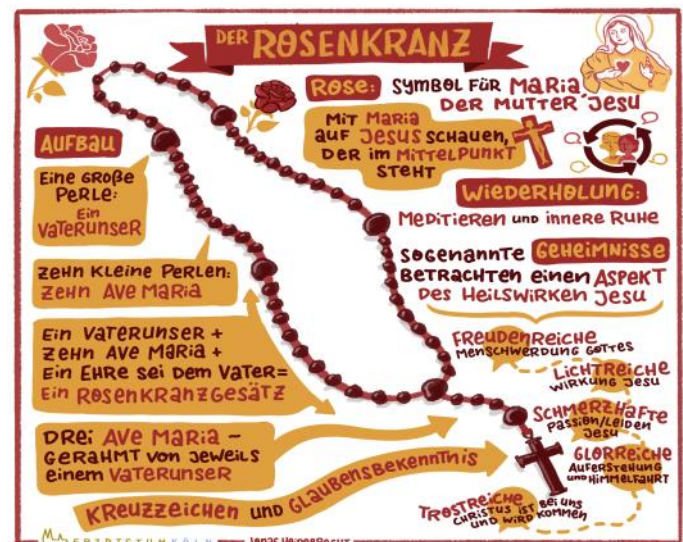 DER ROSENKRANZ
ROSE: SYMBOL FÜR MARIA
DER MUTTER JESU
MIT MARIA
AUF JESUS SCHAUEN,
DER IM MITTELPUNKT
STEHT
AUFBAU
EINE GROßE
PERLE:
EIN
VATERUNSER
ZEHN KLEINE PERLEN:
ZEHN AVE MARIA
EIN VATERUNSER +
ZEHN AVE MARIA +
EIN EHRE SEI DEM VATER=
EIN ROSENKRANZGESÄTZ
DREI AVE MARIA –
GERAHMT VON JEWEILS
EINEM VATERUNSER
KREUZZEICHEN UND GLAUBENSBEKENNTNIS
WIEDERHOLUNG:
MEDITIEREN UND INNERE RUHE
SOGENANNTE GEHEIMNISSE
BETRACHTEN EINEN ASPEKT
DES HEILSWIRKEN JESU
FREUDENREICHE
MENSCHWERDUNG GOTTES
LICHTREICHE
WIRKUNG JESU
SCHMERZHAFTE
PASSION/LEIDEN
JESU
GLORREICHE
AUFERSTEHUNG
UND HIMMELFAHRT
TROSTREICHE
CHRISTUS IST BEI UNS
UND WIRD KOMMEN